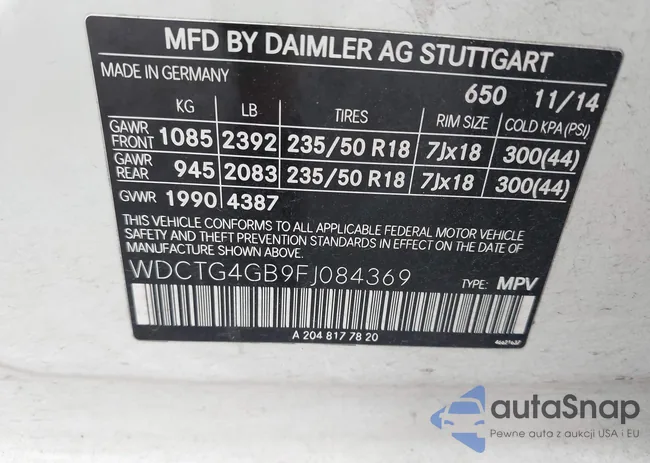 MFD BY DAIMLER AG STUTTGART
MADE IN GERMANY
650 11/14
KG LB TIRES RIM SIZE COLD KPA(PSI)
GAWR FRONT 1085 2392 235/50 R18 7Jx18 300(44)
GAWR REAR 945 2083 235/50 R18 7Jx18 300(44)
GVWR 1990 4387
THIS VEHICLE CONFORMS TO ALL APPLICABLE FEDERAL MOTOR VEHICLE
SAFETY AND THEFT PREVENTION STANDARDS IN EFFECT ON THE DATE
OF MANUFACTURE SHOWN ABOVE.
WDCTG4GB9FJ084369 TYPE: MPV
A 204 817 78 20
autaSnap
Pewne auta z aukcji USA i EU